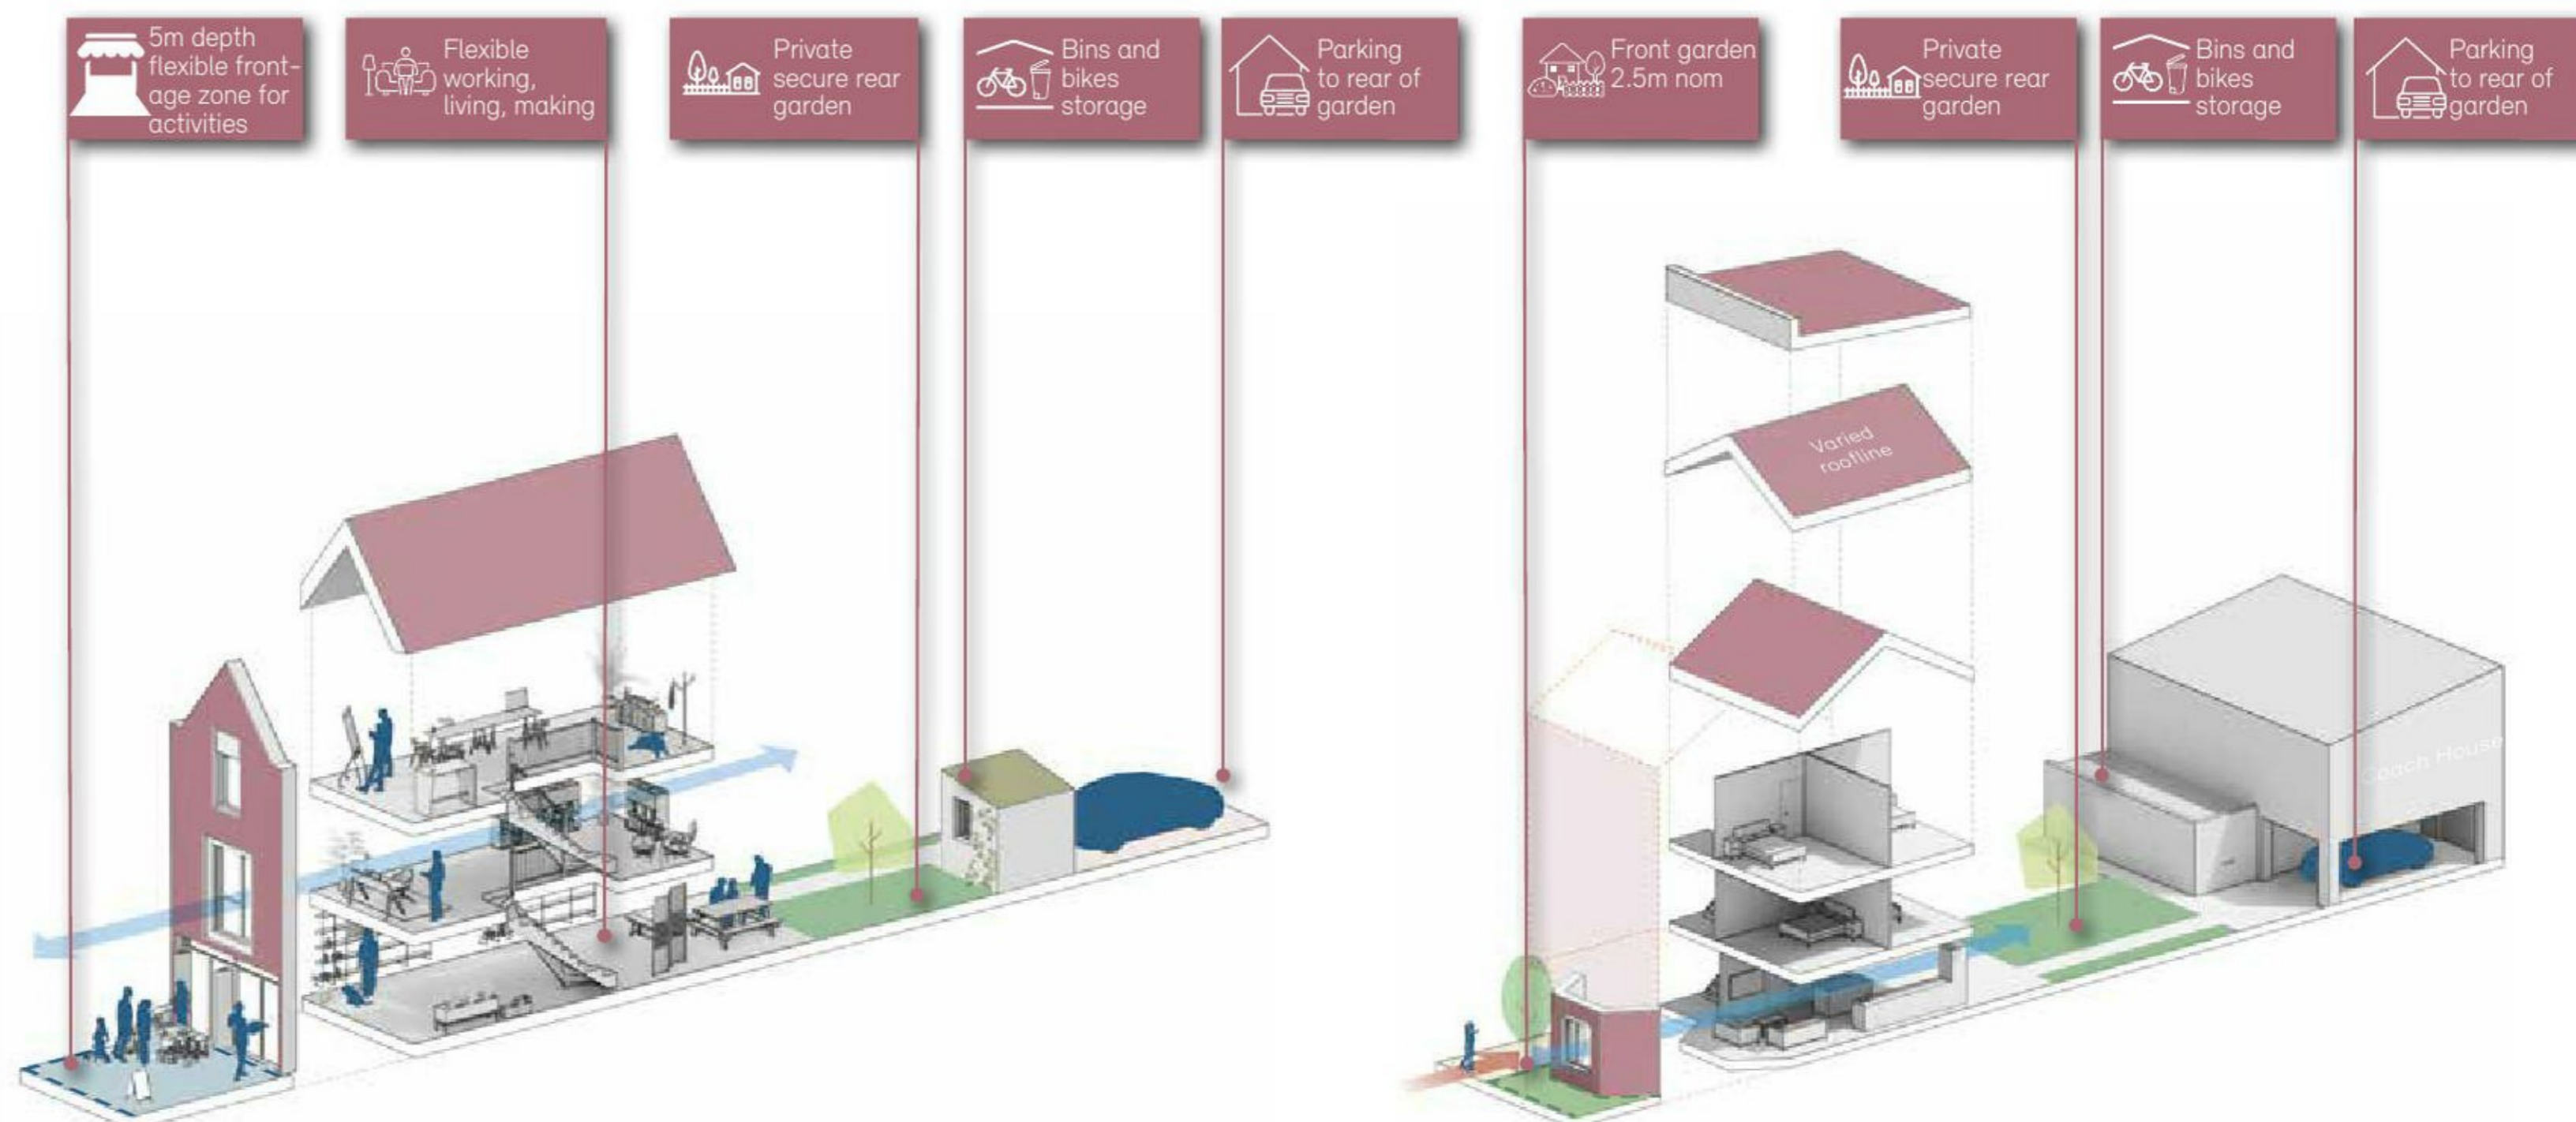 5m depth
flexible front-
age zone for
activities
Flexible
working,
living, making
Private
secure rear
garden
Bins and
bikes
storage
Parking
to rear of
garden
Front garden
2.5m nom
Private
secure rear
garden
Bins and
bikes
storage
Parking
to rear of
garden
Varied
roofline
Coach House